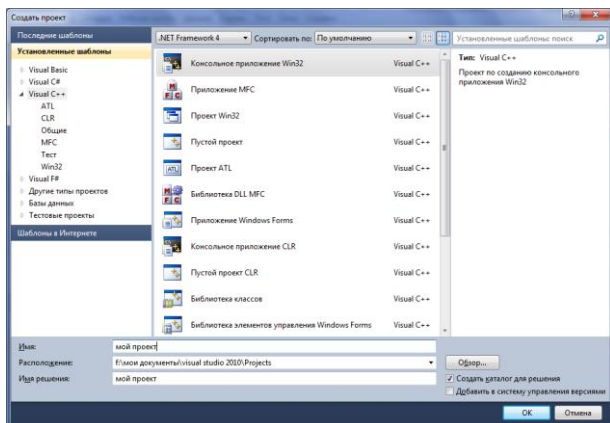 Создать проект
Последние шаблоны
.NET Framework 4
Сортировать по: По умолчанию
Установленные шаблоны: поиск
Установленные шаблоны
Visual Basic
Visual C#
Visual C++
ATL
CLR
Общие
MFC
Тест
Win32
Visual F#
Другие типы проектов
Базы данных
Тестовые проекты
Шаблоны в Интернете
Консольное приложение Win32 Visual C++
Приложение MFC Visual C++
Проект Win32 Visual C++
Пустой проект Visual C++
Проект ATL Visual C++
Библиотека DLL MFC Visual C++
Приложение Windows Forms Visual C++
Консольное приложение CLR Visual C++
Пустой проект CLR Visual C++
Библиотека классов Visual C++
Библиотека элементов управления Windows Forms Visual C++
Тип: Visual C++
Проект по созданию консольного
приложения Win32
Имя: мой проект
Расположение: f:\мои документы\visual studio 2010\Projects
Обзор...
Имя решения: мой проект
Создать каталог для решения
Добавить в систему управления версиями
OK Отмена